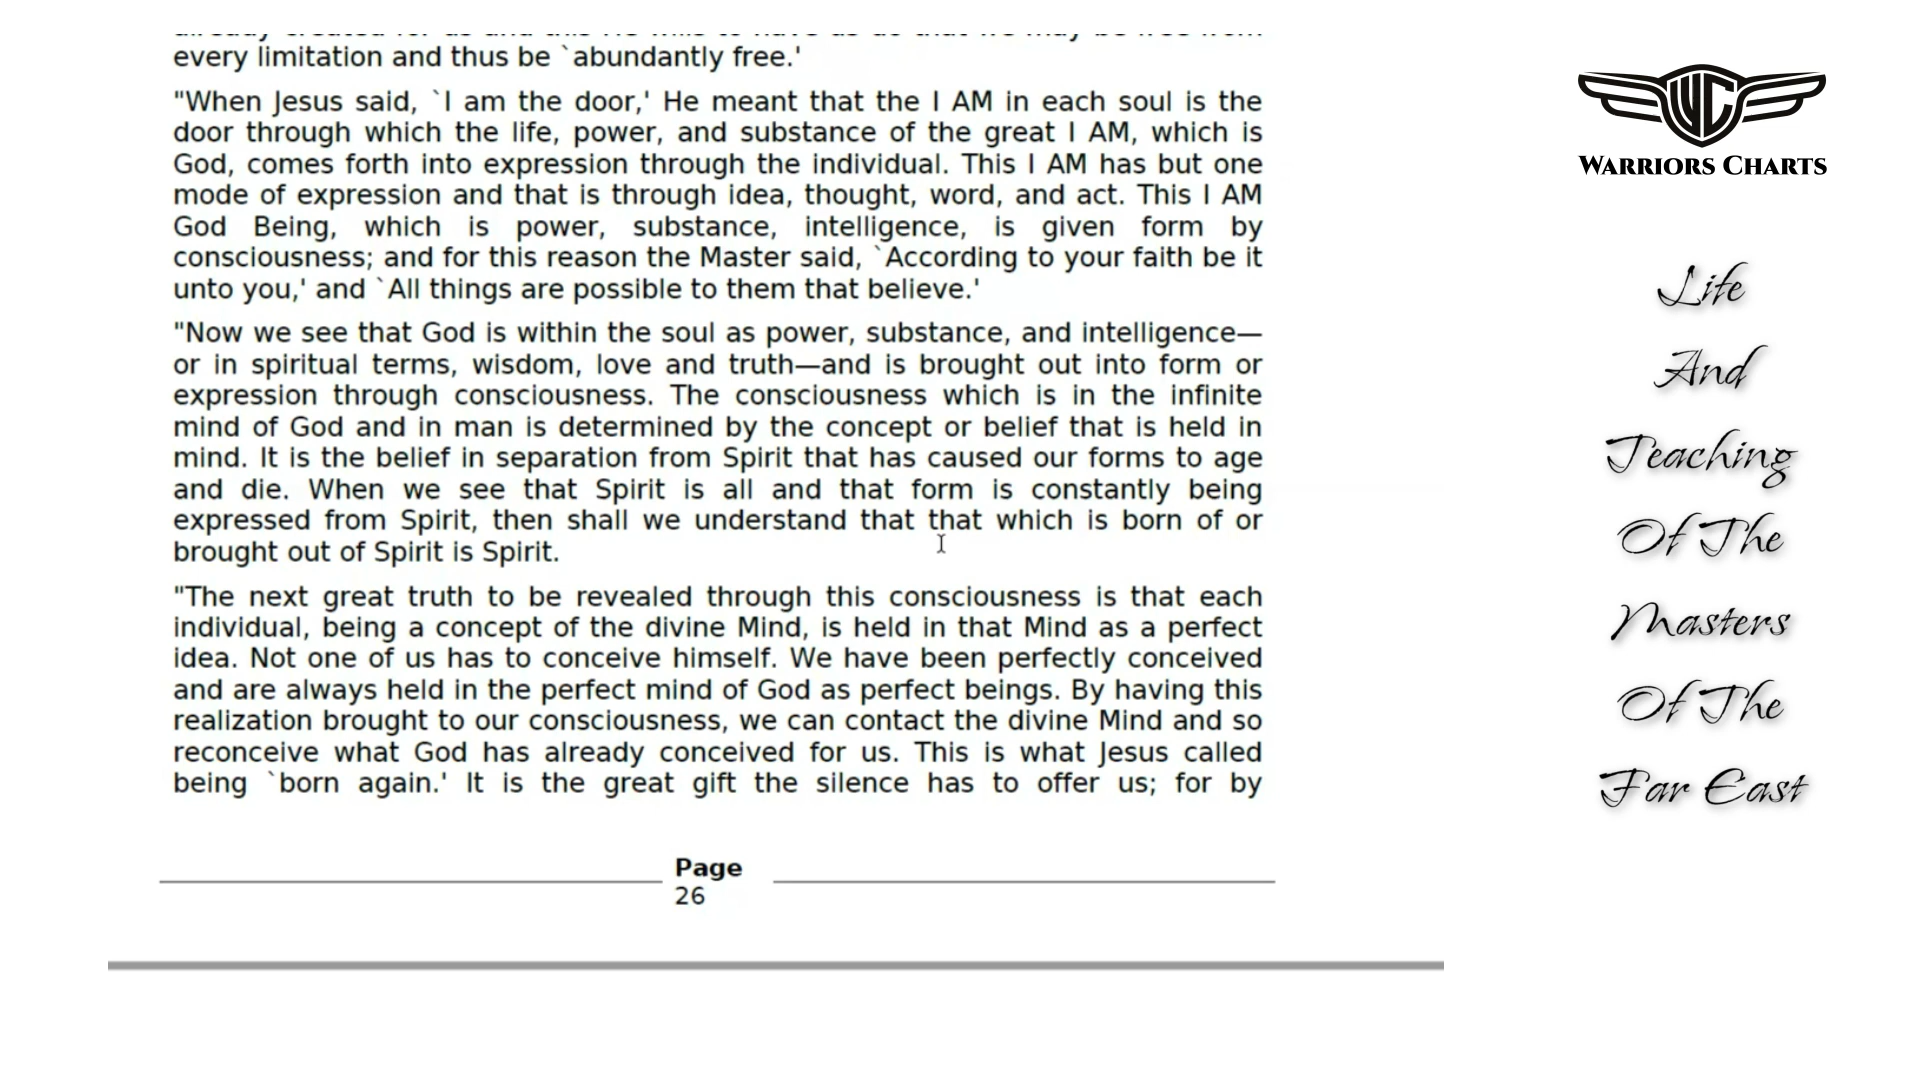 every limitation and thus be `abundantly free.'
"When Jesus said, `I am the door,' He meant that the I AM in each soul is the
door through which the life, power, and substance of the great I AM, which is
God, comes forth into expression through the individual. This I AM has but one
mode of expression and that is through idea, thought, word, and act. This I AM
God Being, which is power, substance, intelligence, is given form by
consciousness; and for this reason the Master said, `According to your faith be it
unto you,' and `All things are possible to them that believe.'
"Now we see that God is within the soul as power, substance, and intelligence—
or in spiritual terms, wisdom, love and truth—and is brought out into form or
expression through consciousness. The consciousness which is in the infinite
mind of God and in man is determined by the concept or belief that is held in
mind. It is the belief in separation from Spirit that has caused our forms to age
and die. When we see that Spirit is all and that form is constantly being
expressed from Spirit, then shall we understand that that which is born of or
brought out of Spirit is Spirit.
"The next great truth to be revealed through this consciousness is that each
individual, being a concept of the divine Mind, is held in that Mind as a perfect
idea. Not one of us has to conceive himself. We have been perfectly conceived
and are always held in the perfect mind of God as perfect beings. By having this
realization brought to our consciousness, we can contact the divine Mind and so
reconceive what God has already conceived for us. This is what Jesus called
being `born again.' It is the great gift the silence has to offer us; for by
Page
26
WC
WARRIORS CHARTS
Life
And
Teaching
Of The
Masters
Of The
Far East